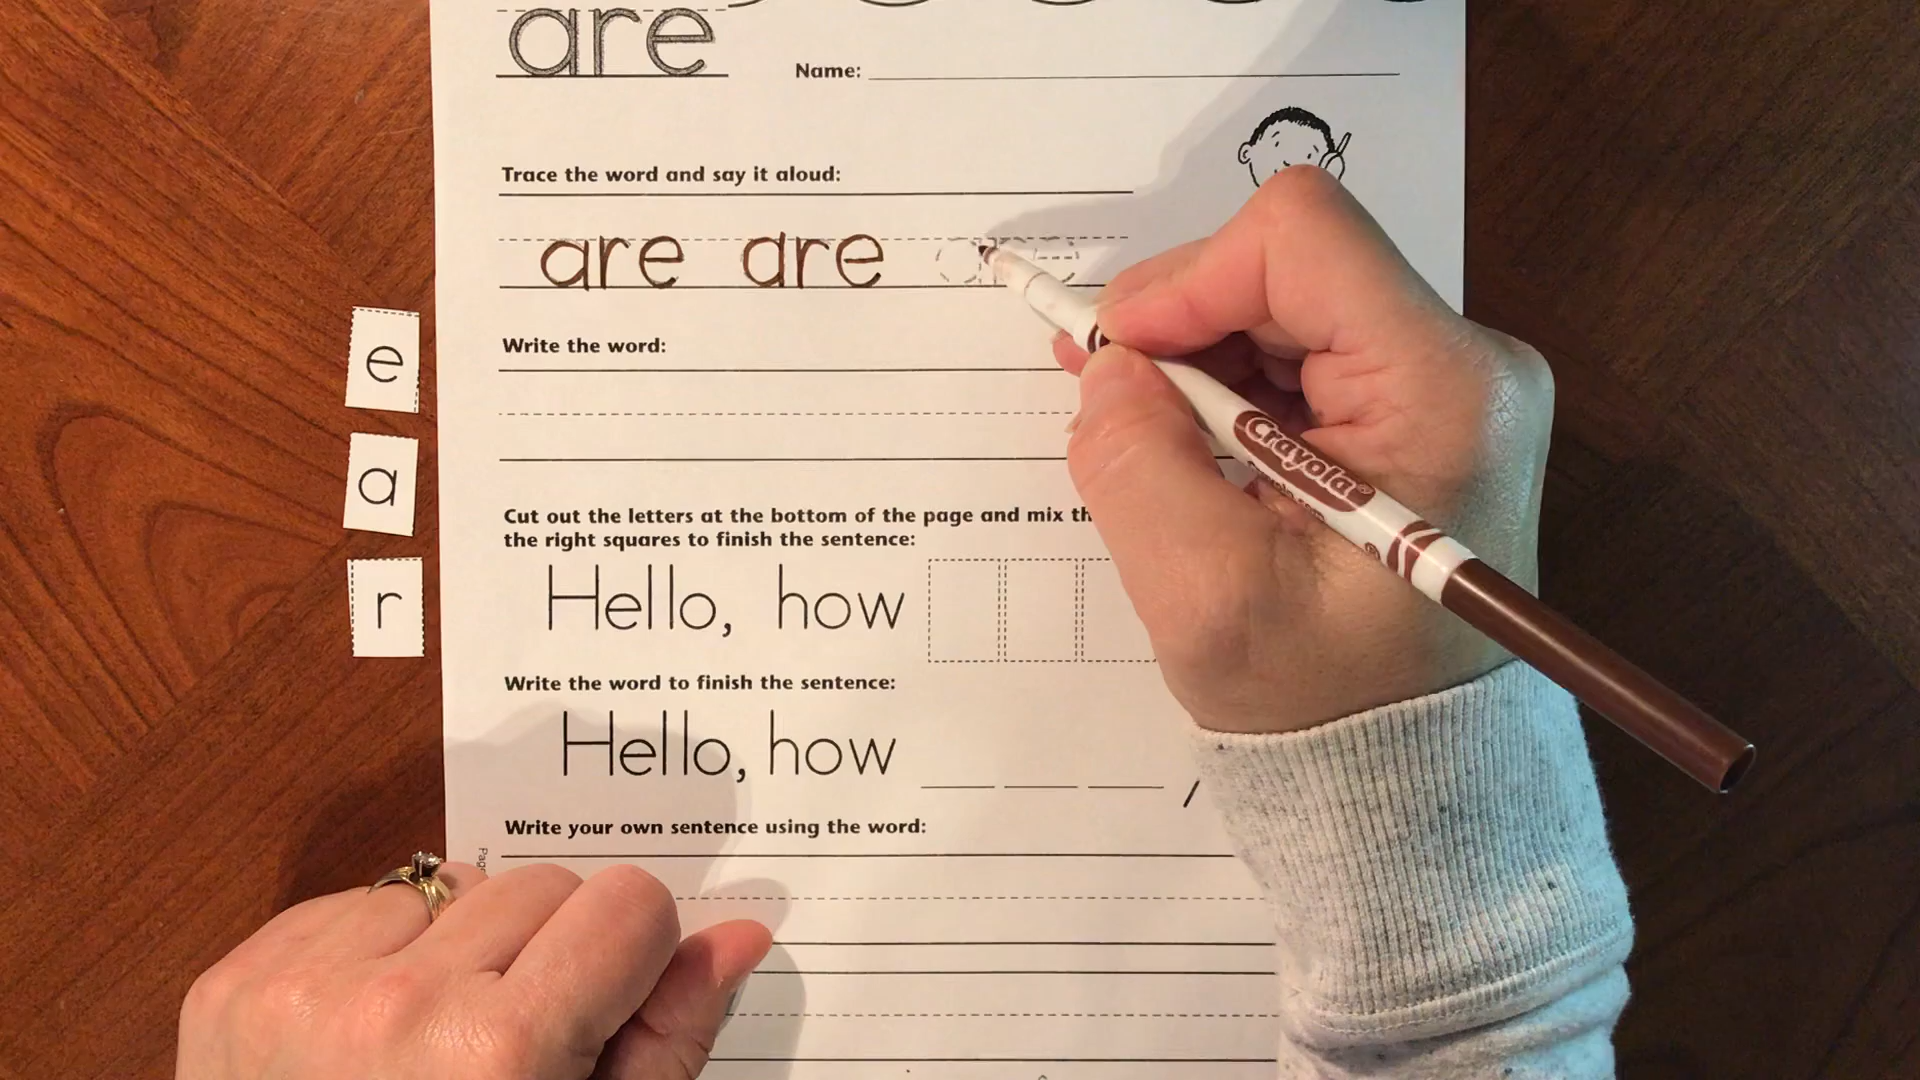 are
Name:
Trace the word and say it aloud:
are are are
Write the word:
e
a
r
Cut out the letters at the bottom of the page and mix
the right squares to finish the sentence:
Hello, how
Write the word to finish the sentence:
Hello, how
Write your own sentence using the word:
Crayola®